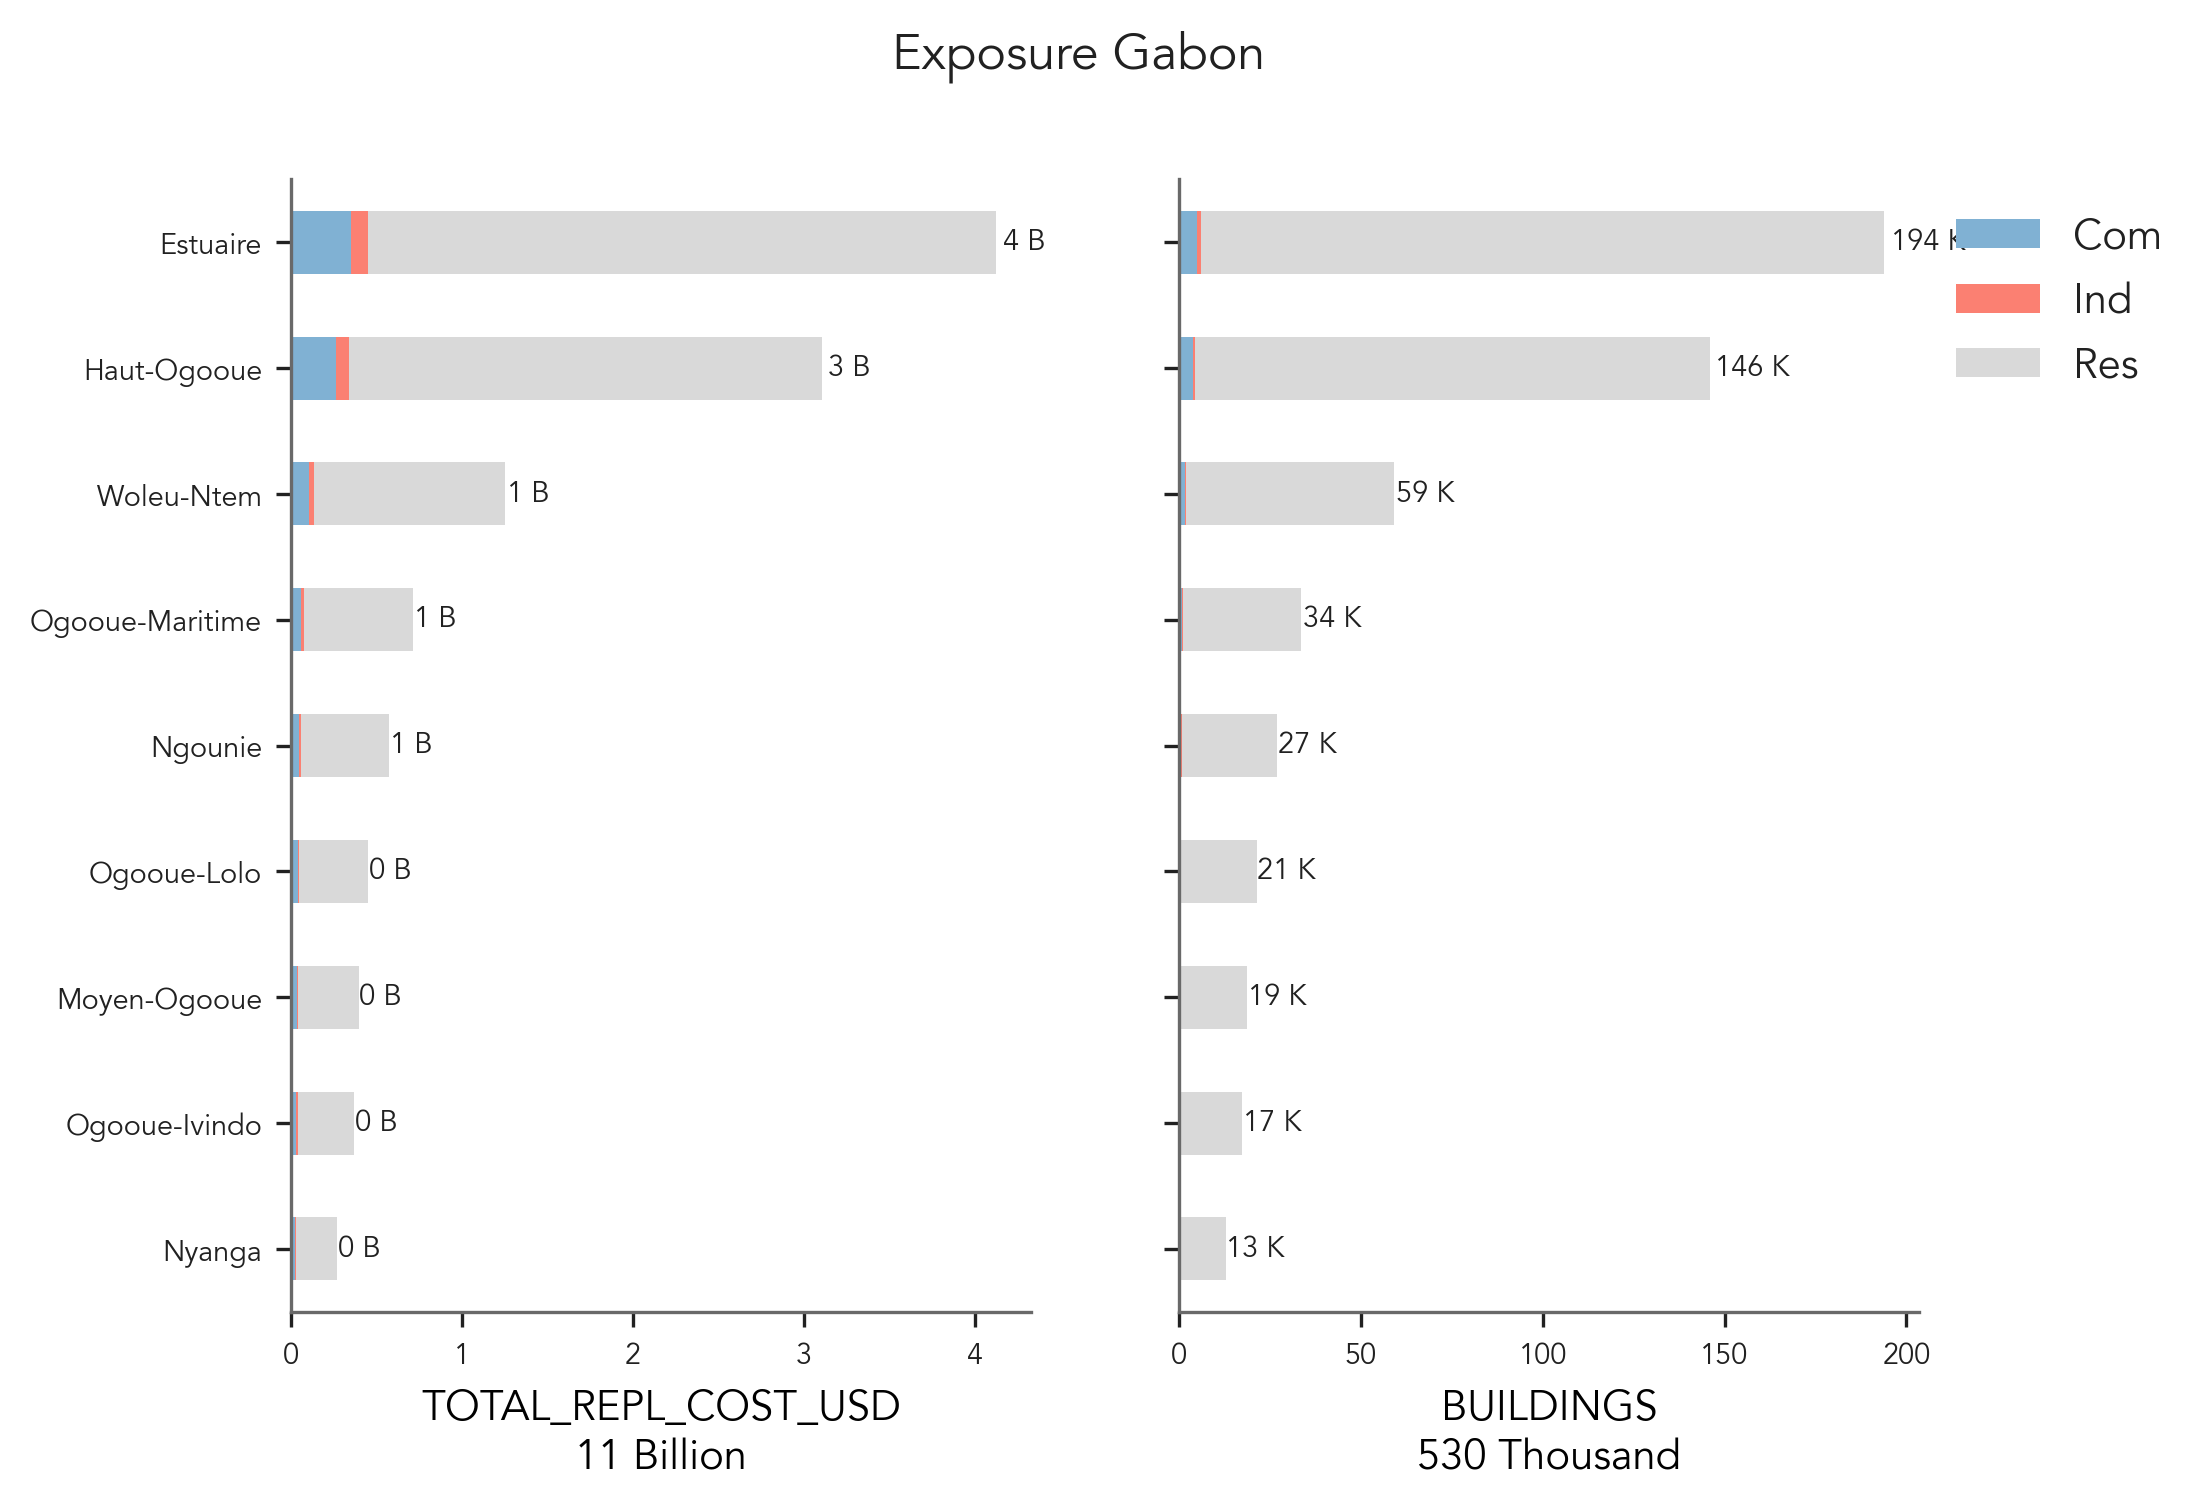 Exposure Gabon
Estuaire
Haut-Ogooue
Woleu-Ntem
Ogooue-Maritime
Ngounie
Ogooue-Lolo
Moyen-Ogooue
Ogooue-Ivindo
Nyanga
4 B
3 B
1 B
1 B
1 B
0 B
0 B
0 B
0 B
0 1 2 3 4
TOTAL_REPL_COST_USD
11 Billion
194 K
146 K
59 K
34 K
27 K
21 K
19 K
17 K
13 K
0 50 100 150 200
BUILDINGS
530 Thousand
Com
Ind
Res